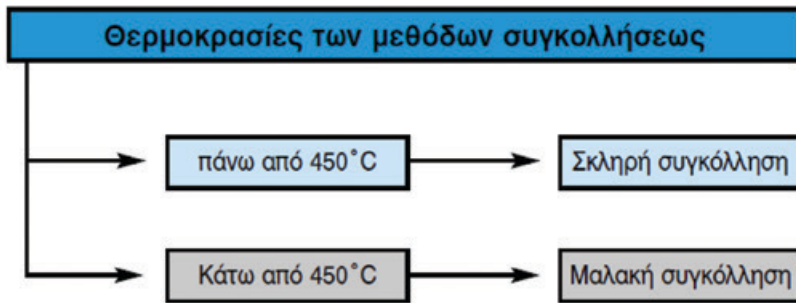 Θερμοκρασίες των μεθόδων συγκολλήσεως
πάνω από 450°C
Σκληρή συγκόλληση
Κάτω από 450°C
Μαλακή συγκόλληση